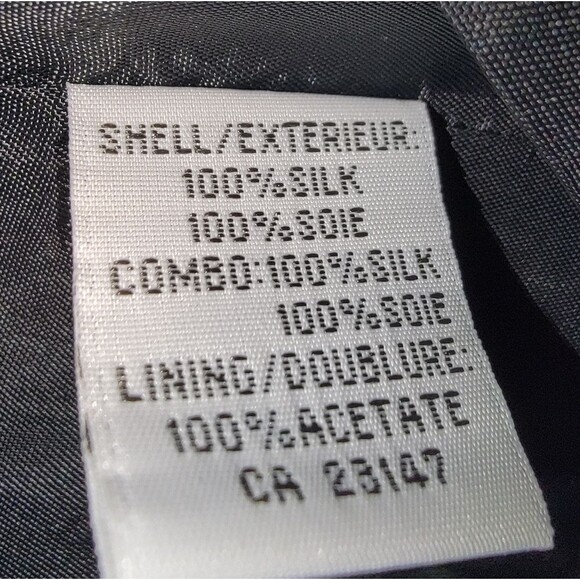 SHELL/EXTERIEUR:
100%SILK
100%SOIE
COMBO:100%SILK
100%SOIE
LINING/DOUBLURE:
100%ACETATE
CA 23147